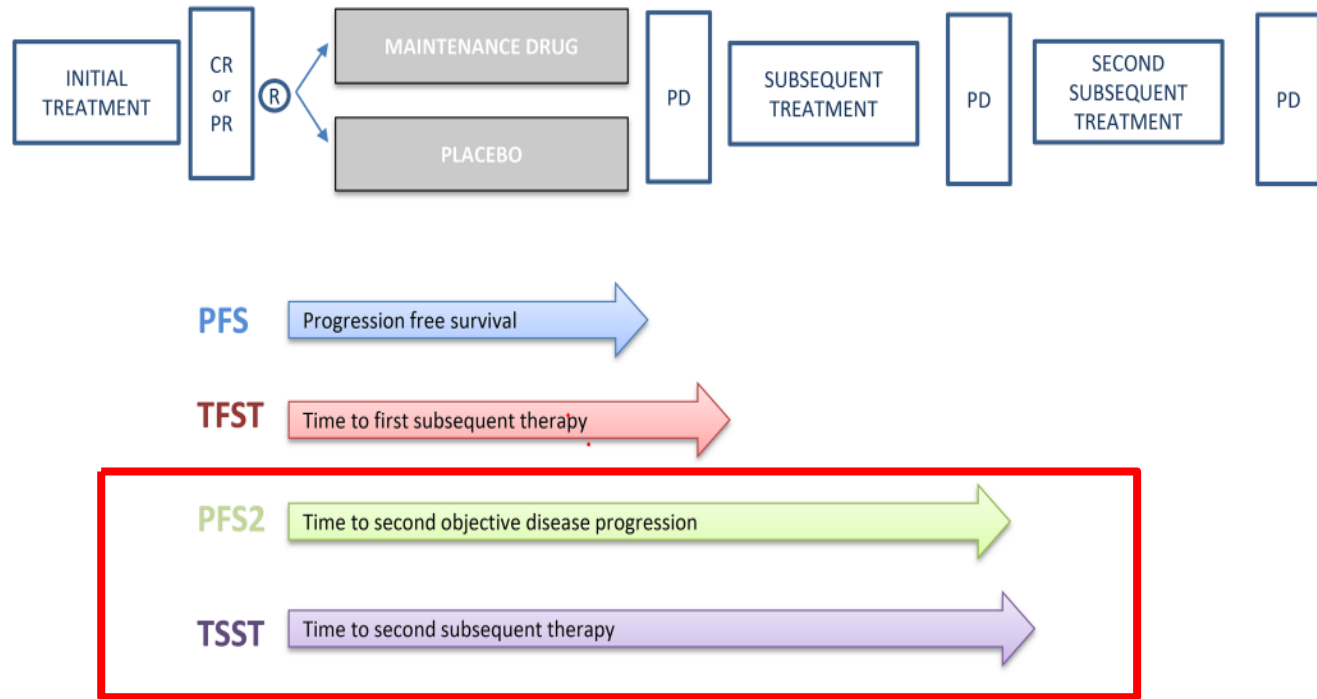 INITIAL
TREATMENT
CR
or
PR
R
MAINTENANCE DRUG
PLACEBO
PD
SUBSEQUENT
TREATMENT
PD
SECOND
SUBSEQUENT
TREATMENT
PD
PFS
Progression free survival
TFST
Time to first subsequent therapy
PFS2
Time to second objective disease progression
TSST
Time to second subsequent therapy